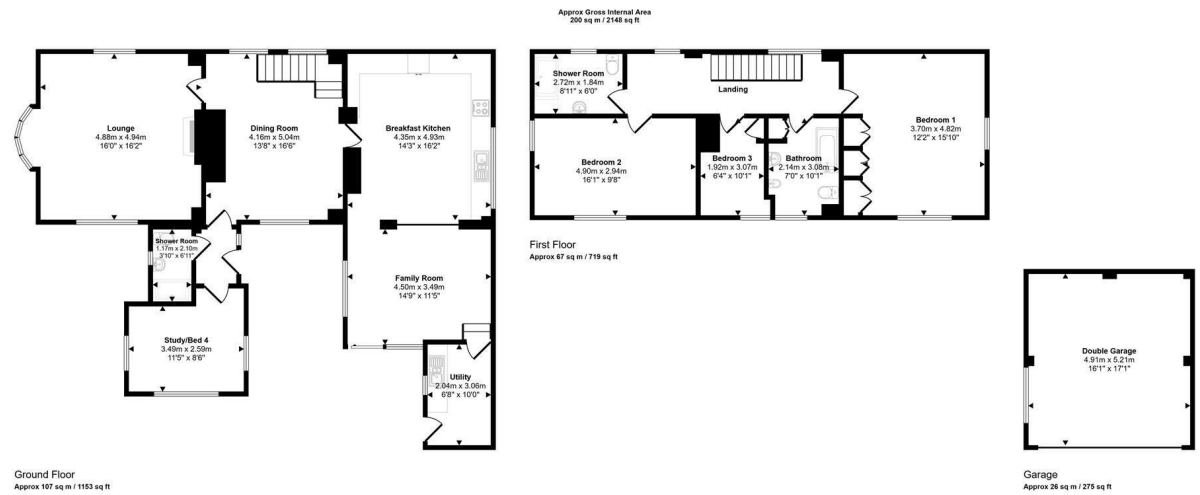 Approx Gross Internal Area
200 sq m / 2148 sq ft
Lounge
4.88m x 4.94m
16'0" x 16'2"
Dining Room
4.16m x 5.04m
13'8" x 16'6"
Breakfast Kitchen
4.35m x 4.93m
14'3" x 16'2"
Shower Room
1.17m x 2.10m
3'10" x 6'11"
Family Room
4.50m x 3.49m
14'9" x 11'5"
Study/Bed 4
3.49m x 2.59m
11'5" x 8'6"
Utility
2.04m x 3.06m
6'8" x 10'0"
Ground Floor
Approx 107 sq m / 1153 sq ft
Shower Room
2.72m x 1.84m
8'11" x 6'0"
Landing
Bedroom 1
3.70m x 4.82m
12'2" x 15'10"
Bedroom 2
4.90m x 2.94m
16'1" x 9'8"
Bedroom 3
1.92m x 3.07m
6'4" x 10'1"
Bathroom
2.14m x 3.08m
7'0" x 10'1"
First Floor
Approx 67 sq m / 719 sq ft
Double Garage
4.91m x 5.21m
16'1" x 17'1"
Garage
Approx 26 sq m / 275 sq ft